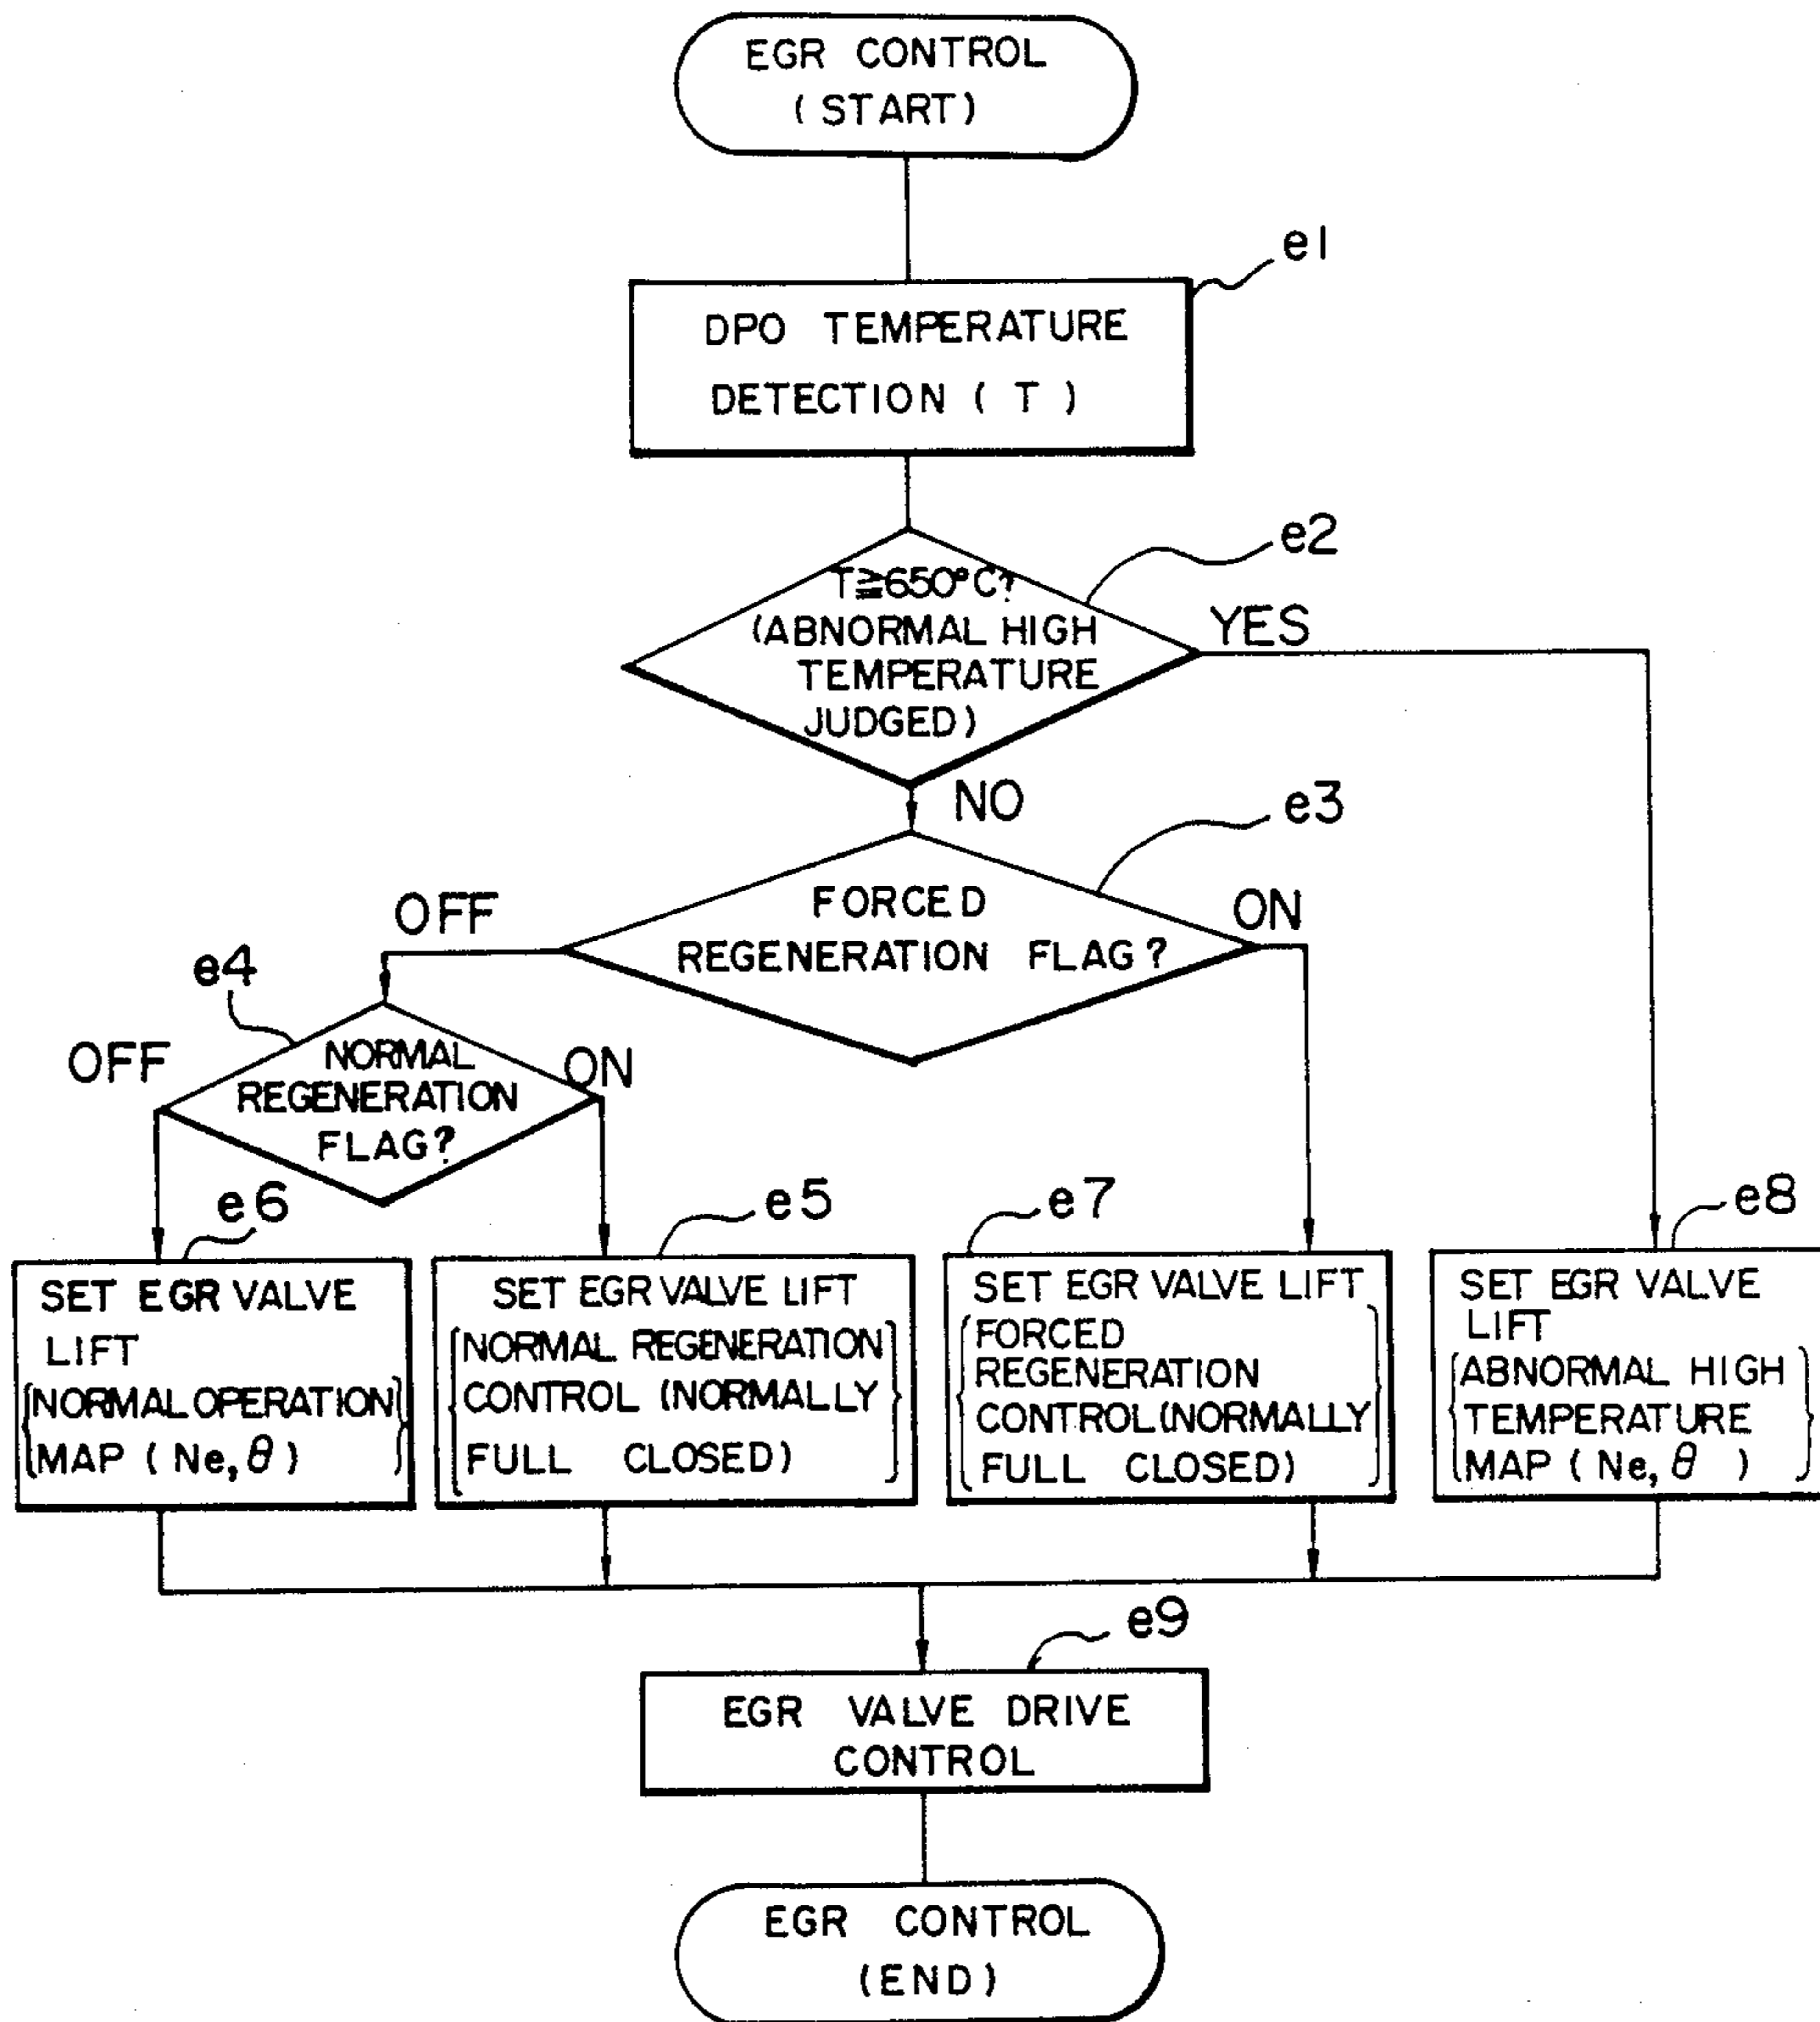 EGR CONTROL
(START)
e1
DPO TEMPERATURE
DETECTION ( T )
e2
T≧650°C?
(ABNORMAL HIGH
TEMPERATURE
JUDGED)
YES
NO
e3
FORCED
REGENERATION FLAG?
OFF
ON
e4
NORMAL
REGENERATION
FLAG?
OFF
ON
e6
SET EGR VALVE
LIFT
NORMAL OPERATION
MAP ( Ne, θ )
e5
SET EGR VALVE LIFT
NORMAL REGENERATION
CONTROL (NORMALLY
FULL CLOSED)
e7
SET EGR VALVE LIFT
FORCED
REGENERATION
CONTROL (NORMALLY
FULL CLOSED)
e8
SET EGR VALVE
LIFT
ABNORMAL HIGH
TEMPERATURE
MAP ( Ne, θ )
e9
EGR VALVE DRIVE
CONTROL
EGR CONTROL
(END)